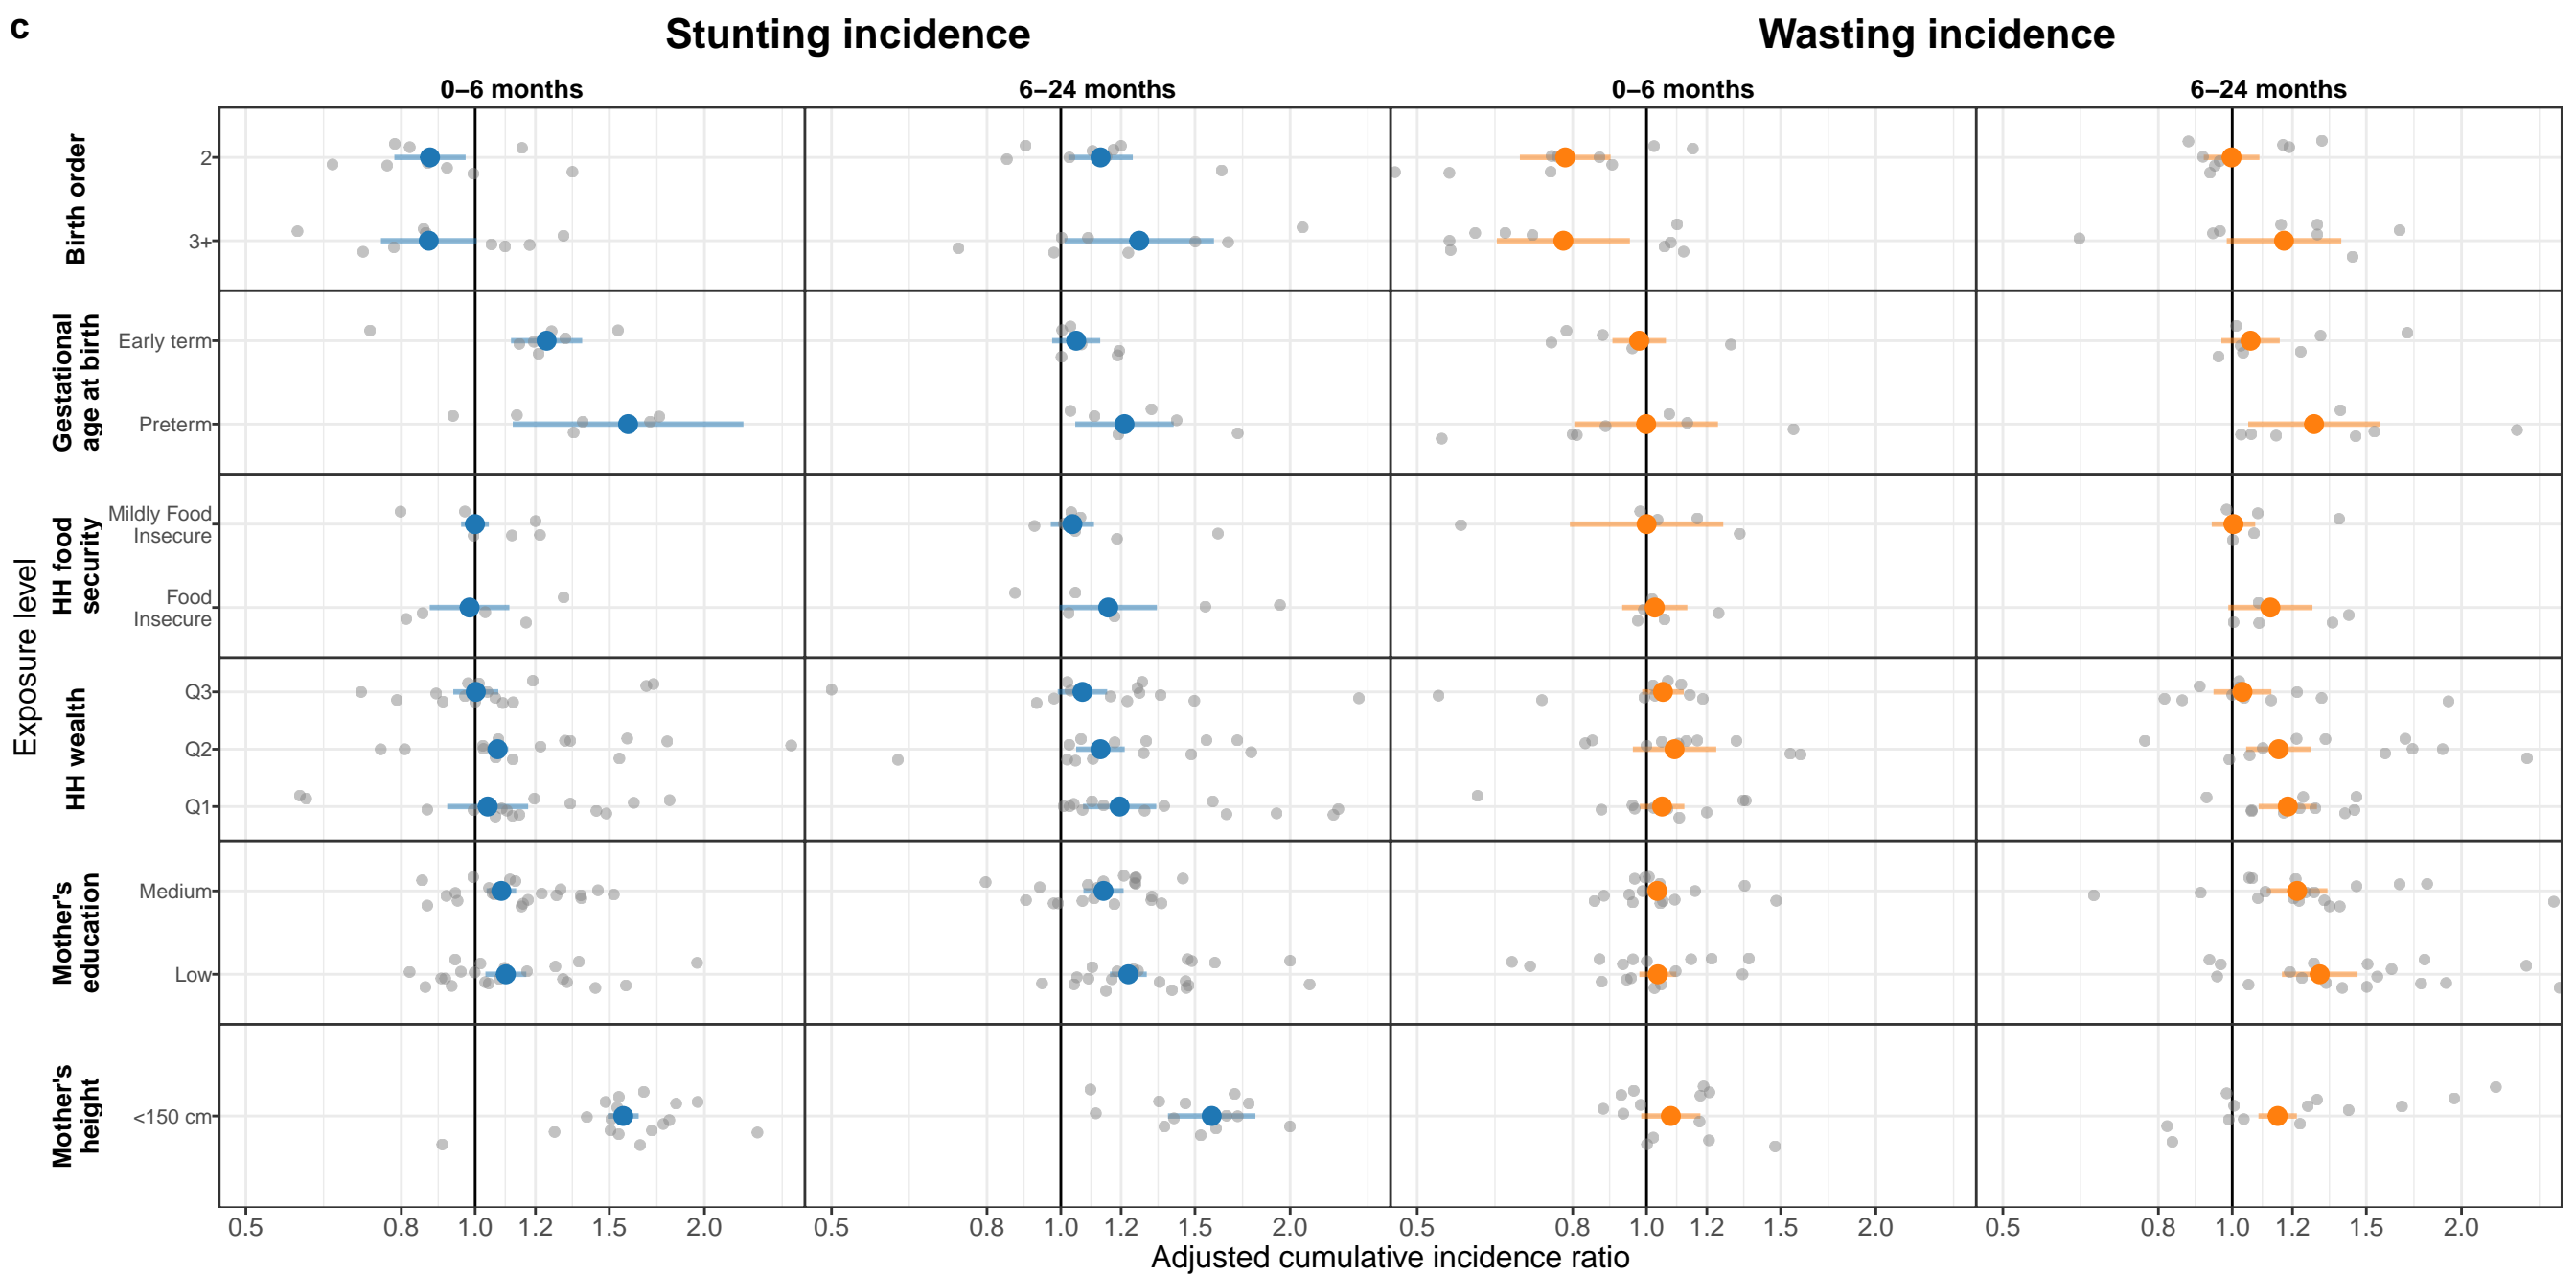 c
Stunting incidence
Wasting incidence
0–6 months
6–24 months
0–6 months
6–24 months
Exposure level
Birth order
2
3+
Gestational
age at birth
Early term
Preterm
HH food
security
Mildly Food
Insecure
Food
Insecure
HH wealth
Q3
Q2
Q1
Mother's
education
Medium
Low
Mother's
height
<150 cm
0.5 0.8 1.0 1.2 1.5 2.0
0.5 0.8 1.0 1.2 1.5 2.0
0.5 0.8 1.0 1.2 1.5 2.0
0.5 0.8 1.0 1.2 1.5 2.0
Adjusted cumulative incidence ratio